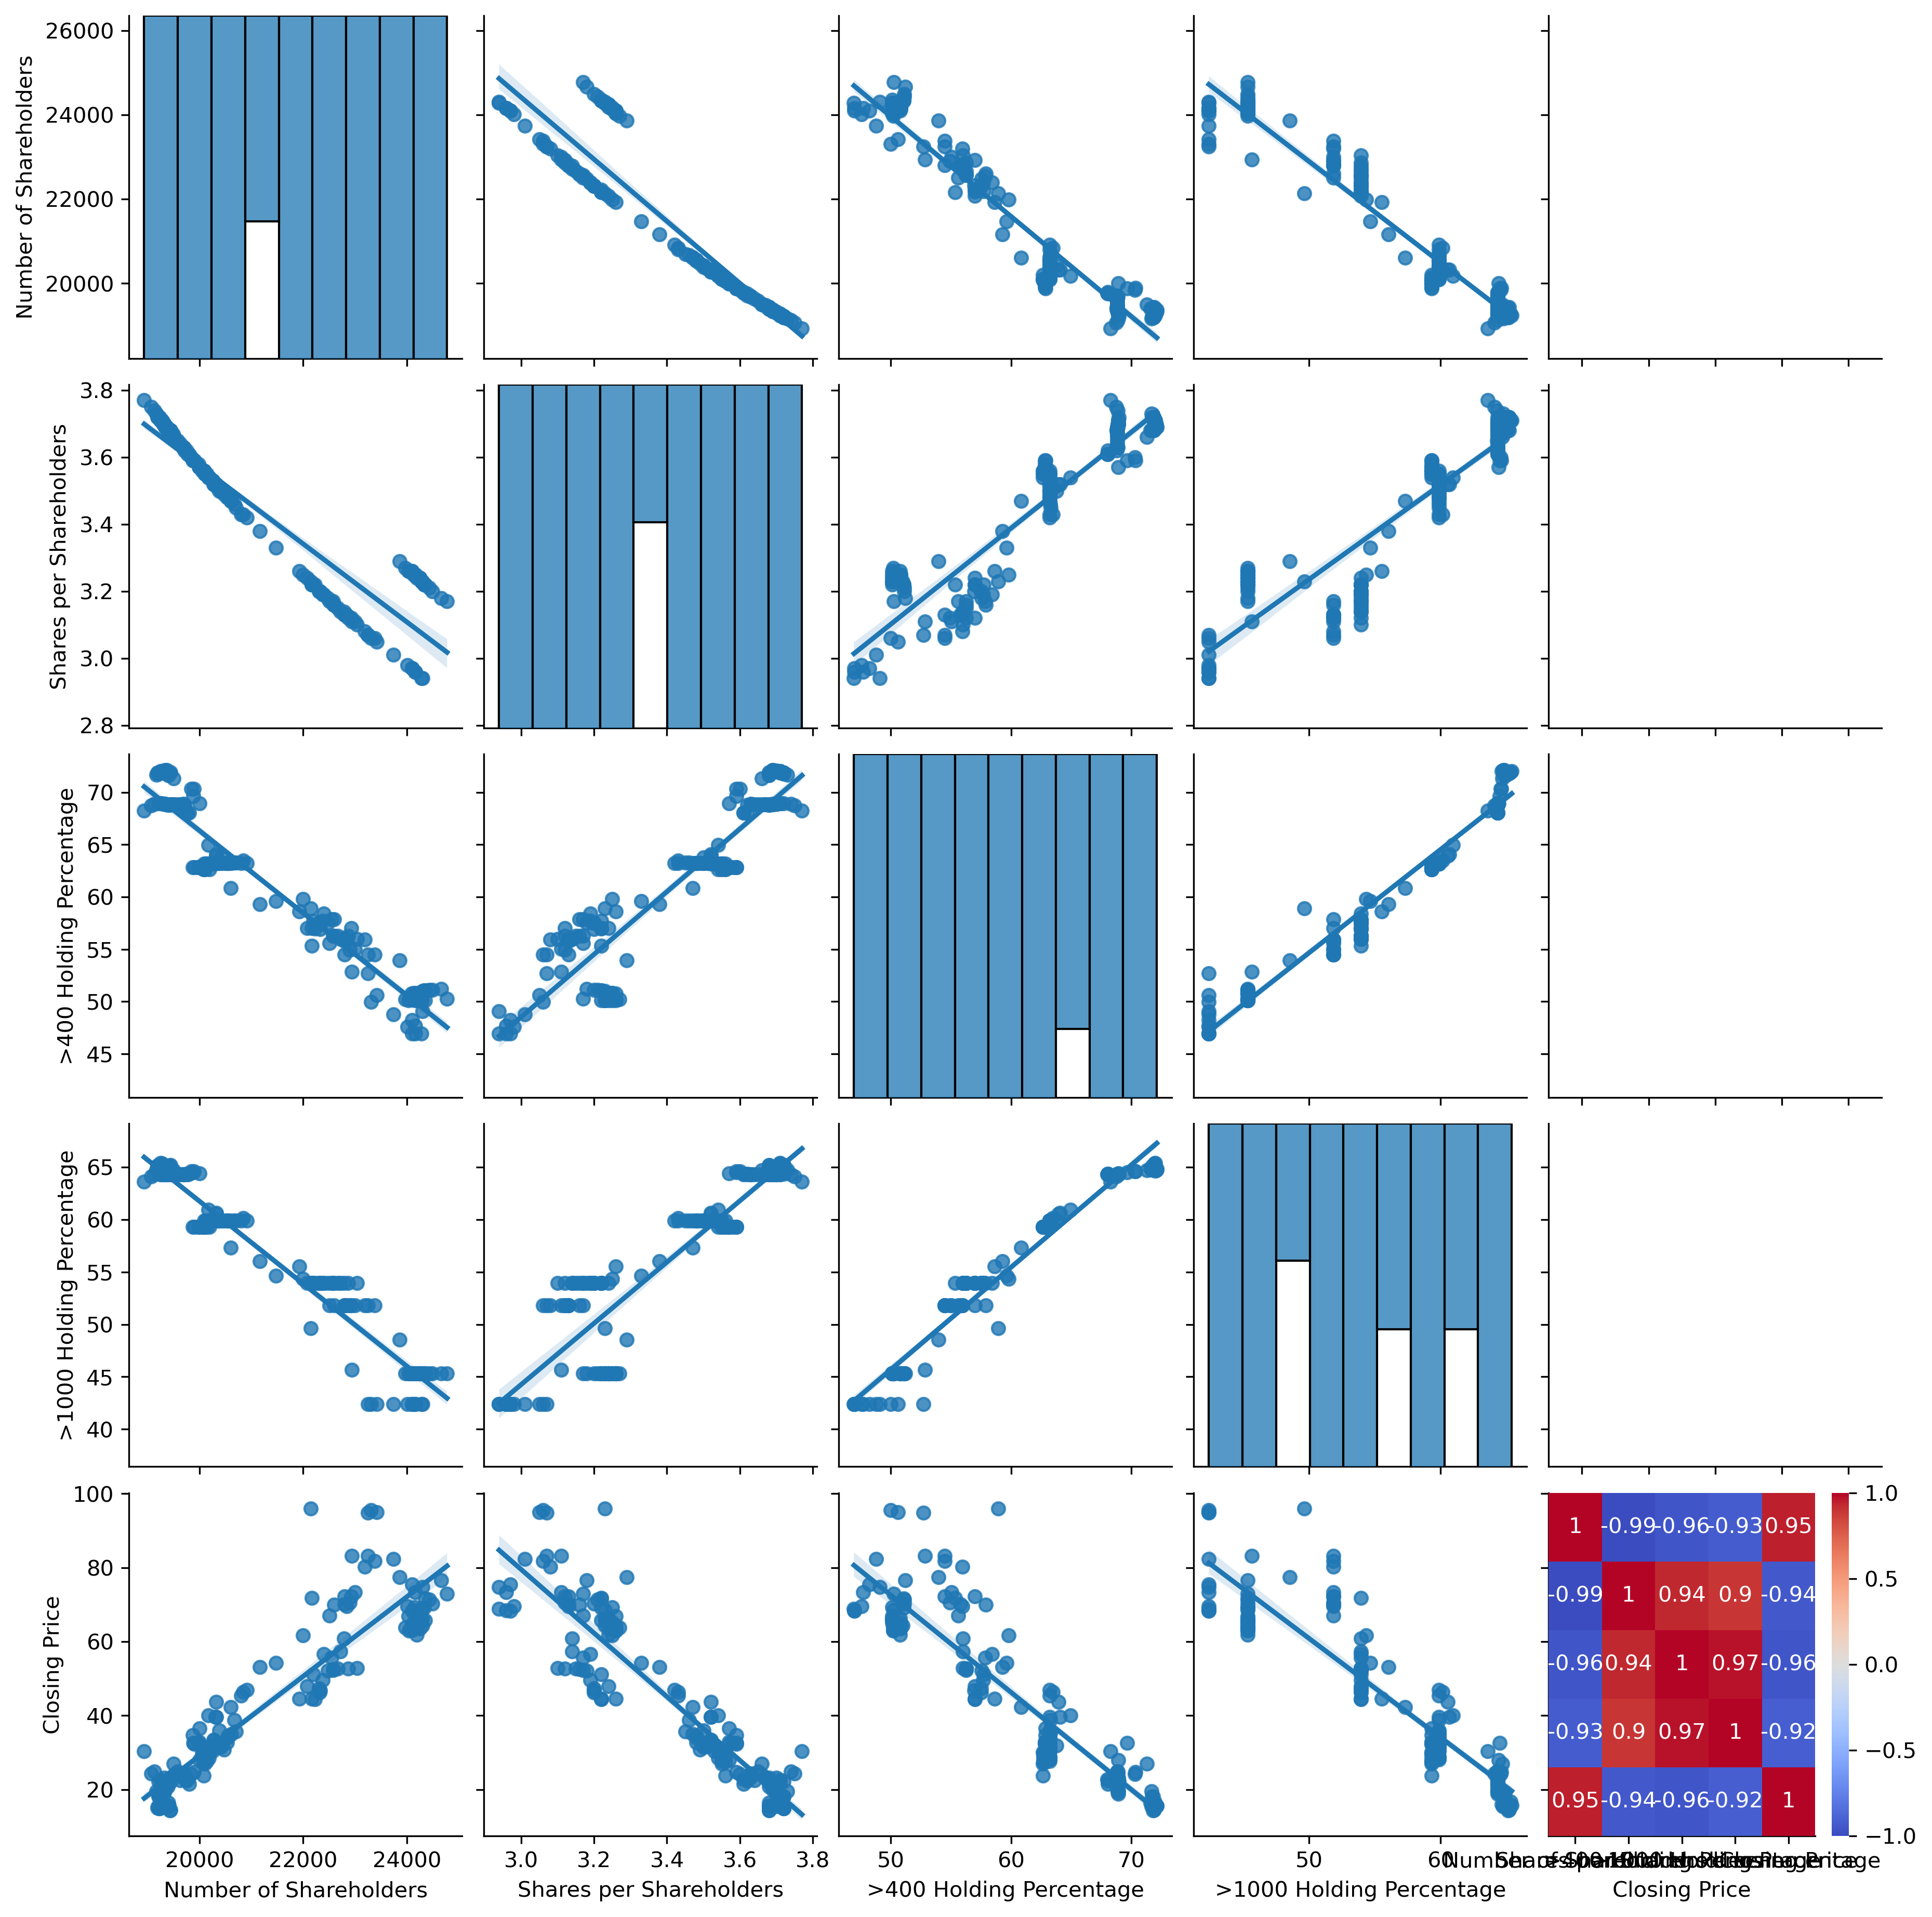 26000
24000
22000
20000
Number of Shareholders
3.8
3.6
3.4
3.2
3.0
2.8
Shares per Shareholders
70
65
60
55
50
45
>400 Holding Percentage
65
60
55
50
45
40
>1000 Holding Percentage
100
80
60
40
20
Closing Price
1 -0.99 -0.96 -0.93 0.95
-0.99 1 0.94 0.9 -0.94
-0.96 0.94 1 0.97 -0.96
-0.93 0.9 0.97 1 -0.92
0.95 -0.94 -0.96 -0.92 1
1.0
0.5
0.0
−0.5
−1.0
20000 22000 24000
Number of Shareholders
3.0 3.2 3.4 3.6 3.8
Shares per Shareholders
50 60 70
>400 Holding Percentage
50 60
>1000 Holding Percentage
Closing Price